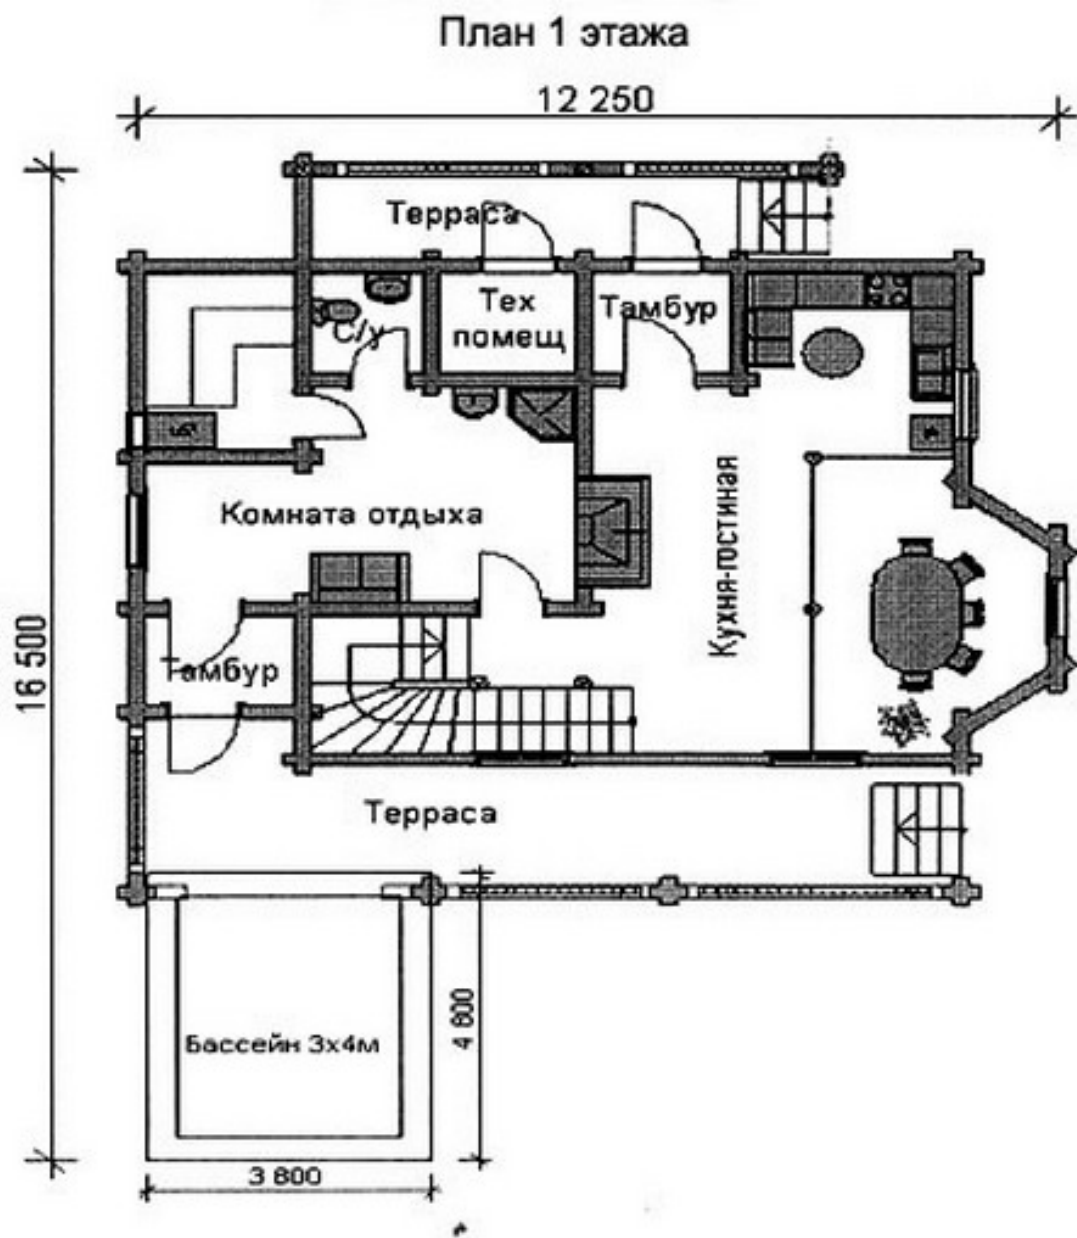 План 1 этажа
12 250
Терраса
С/у
Тех
помещ
Тамбур
Комната отдыха
Кухня-гостиная
16 500
Тамбур
Терраса
Бассейн 3х4м
4 800
3 800